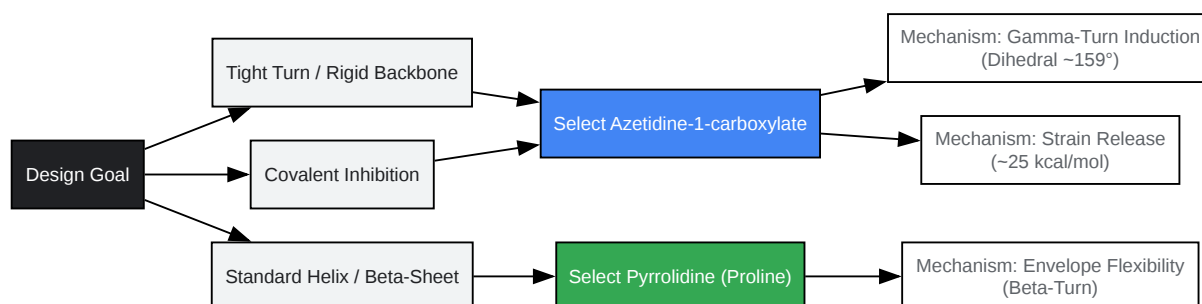 Design Goal
Tight Turn / Rigid Backbone
Covalent Inhibition
Standard Helix / Beta-Sheet
Select Azetidine-1-carboxylate
Select Pyrrolidine (Proline)
Mechanism: Gamma-Turn Induction
(Dihedral ~159°)
Mechanism: Strain Release
(~25 kcal/mol)
Mechanism: Envelope Flexibility
(Beta-Turn)